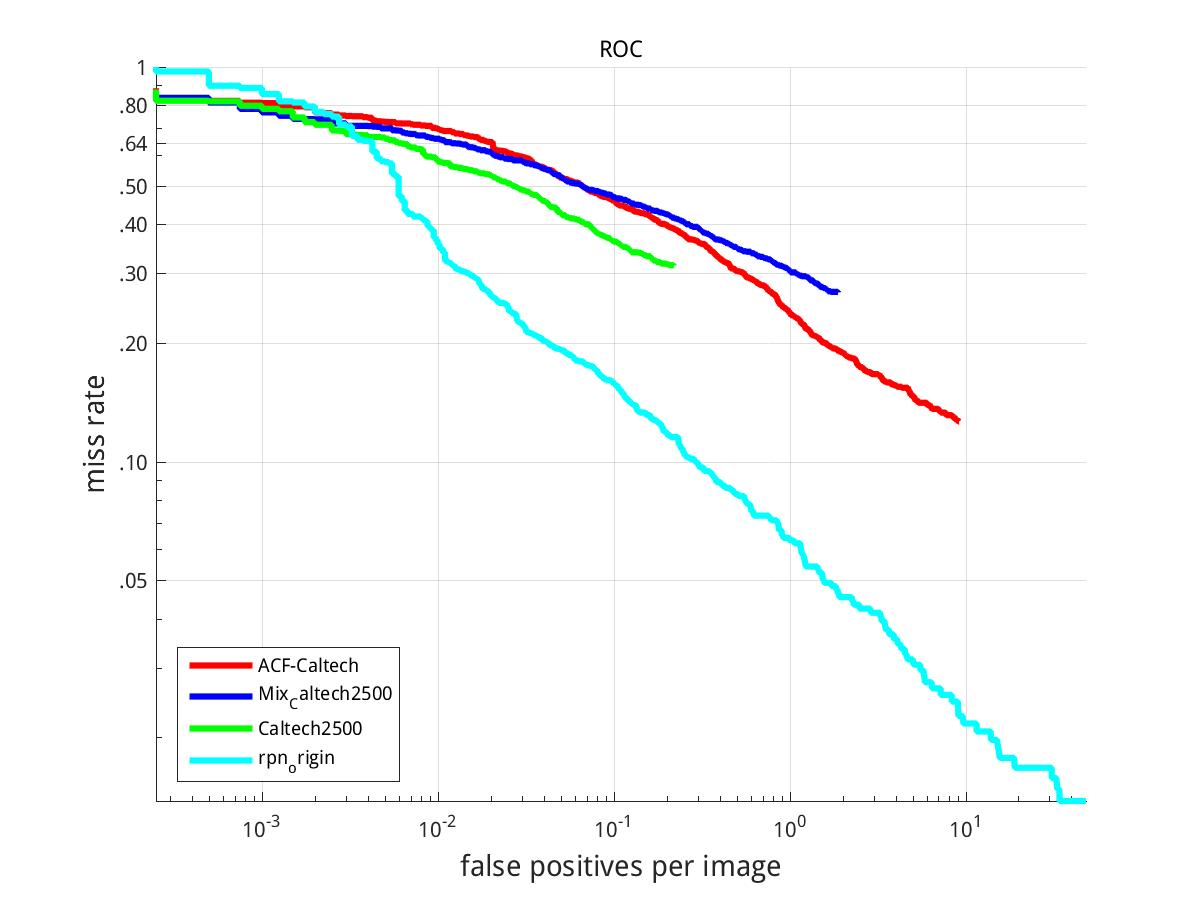 ROC
1
.80
.64
.50
.40
.30
.20
.10
.05
miss rate
ACF-Caltech
Mix_Caltech2500
Caltech2500
rpn_origin
10^-3 10^-2 10^-1 10^0 10^1
false positives per image